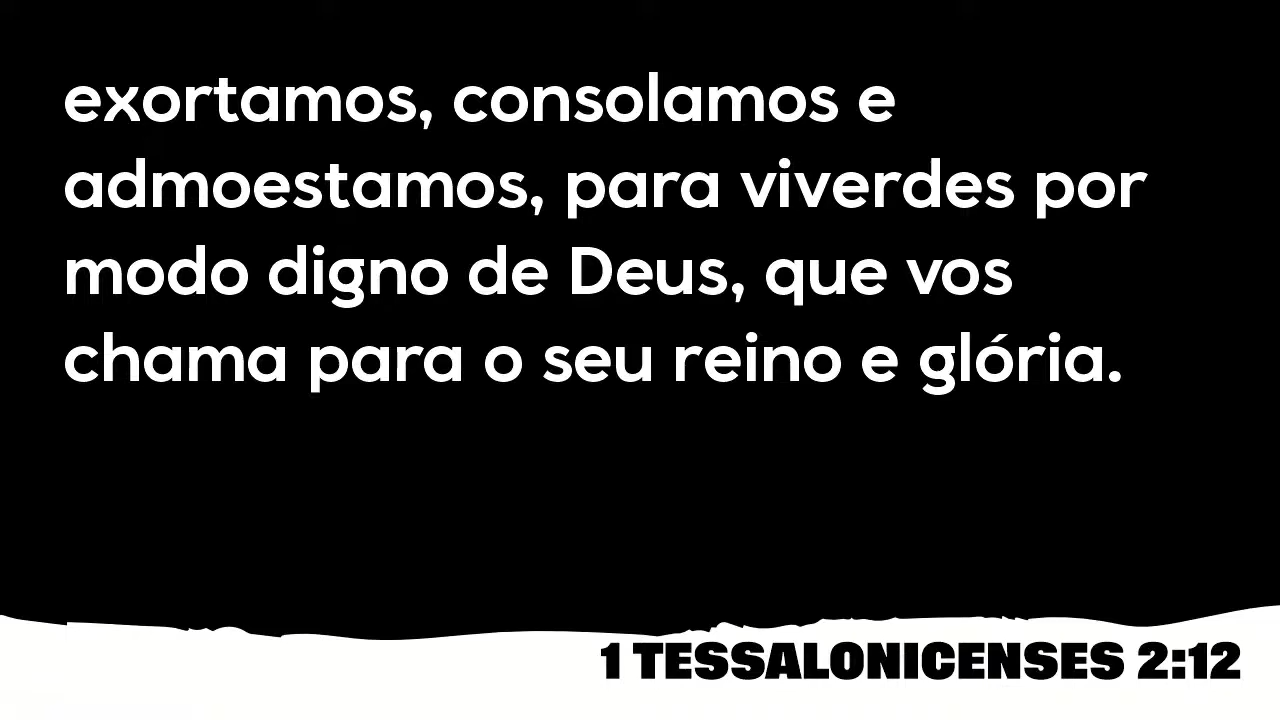 exortamos, consolamos e
admoestamos, para viverdes por
modo digno de Deus, que vos
chama para o seu reino e glória.
1 TESSALONICENSES 2:12